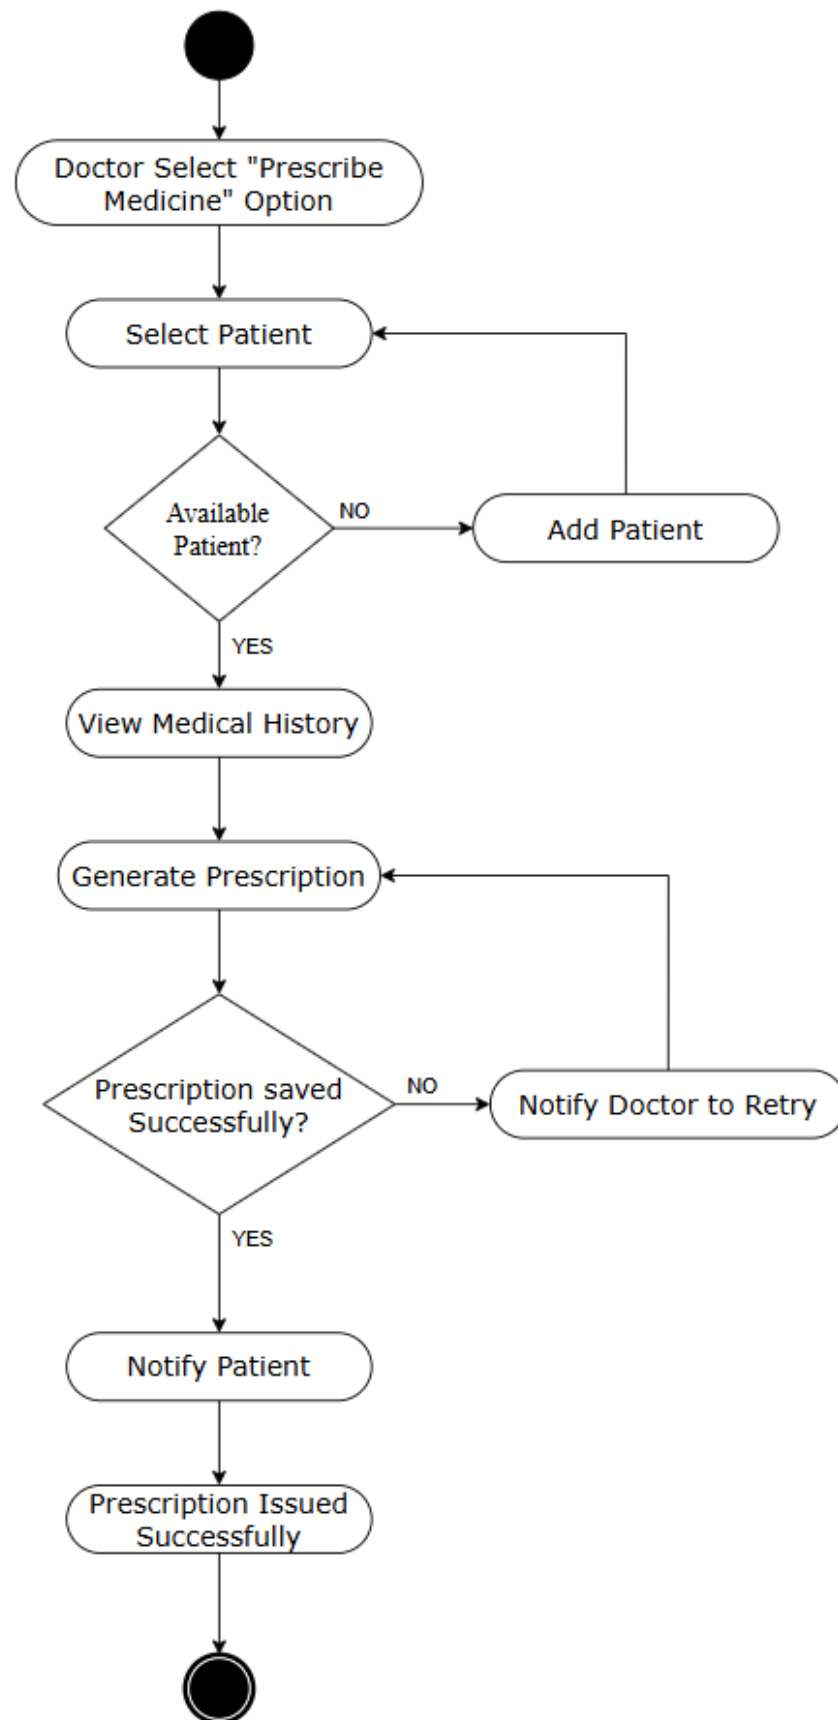 Doctor Select "Prescribe
Medicine" Option
Select Patient
Available
Patient?
NO
Add Patient
YES
View Medical History
Generate Prescription
Prescription saved
Successfully?
NO
Notify Doctor to Retry
YES
Notify Patient
Prescription Issued
Successfully